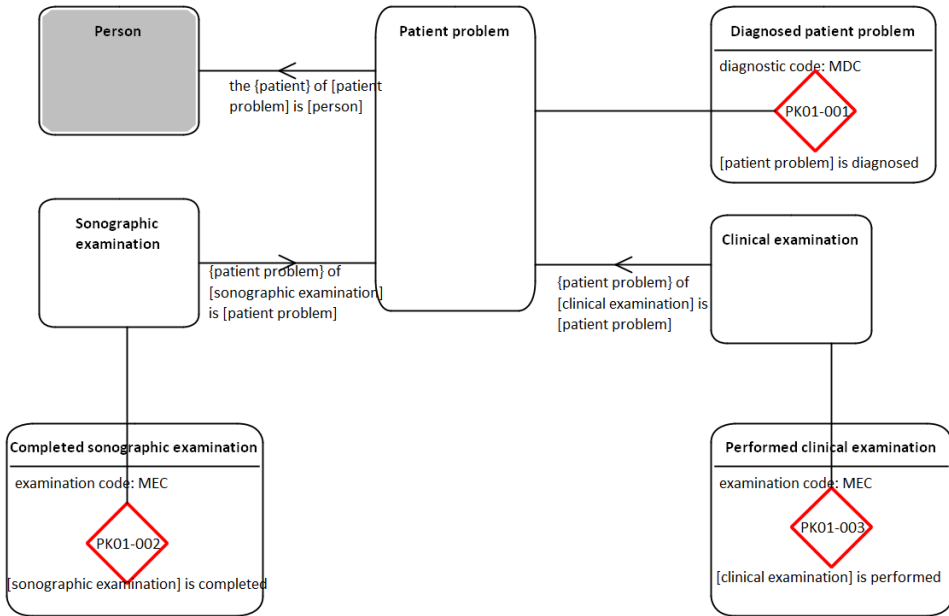 Person
Patient problem
Diagnosed patient problem
diagnostic code: MDC
the {patient} of [patient
problem] is [person]
PK01-001
[patient problem] is diagnosed
Sonographic
examination
Clinical examination
{patient problem} of
[sonographic examination]
is [patient problem]
{patient problem} of
[clinical examination] is
[patient problem]
Completed sonographic examination
examination code: MEC
PK01-002
[sonographic examination] is completed
Performed clinical examination
examination code: MEC
PK01-003
[clinical examination] is performed